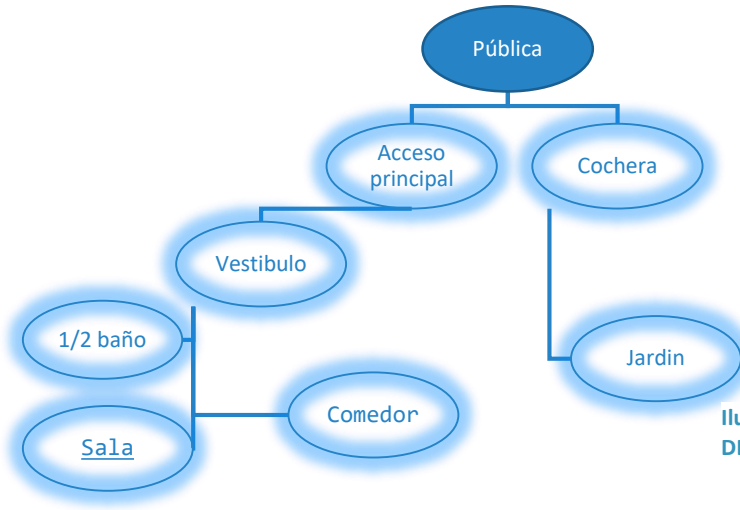 Pública
Acceso
principal
Cochera
Vestibulo
1/2 baño
Jardin
Comedor
Sala